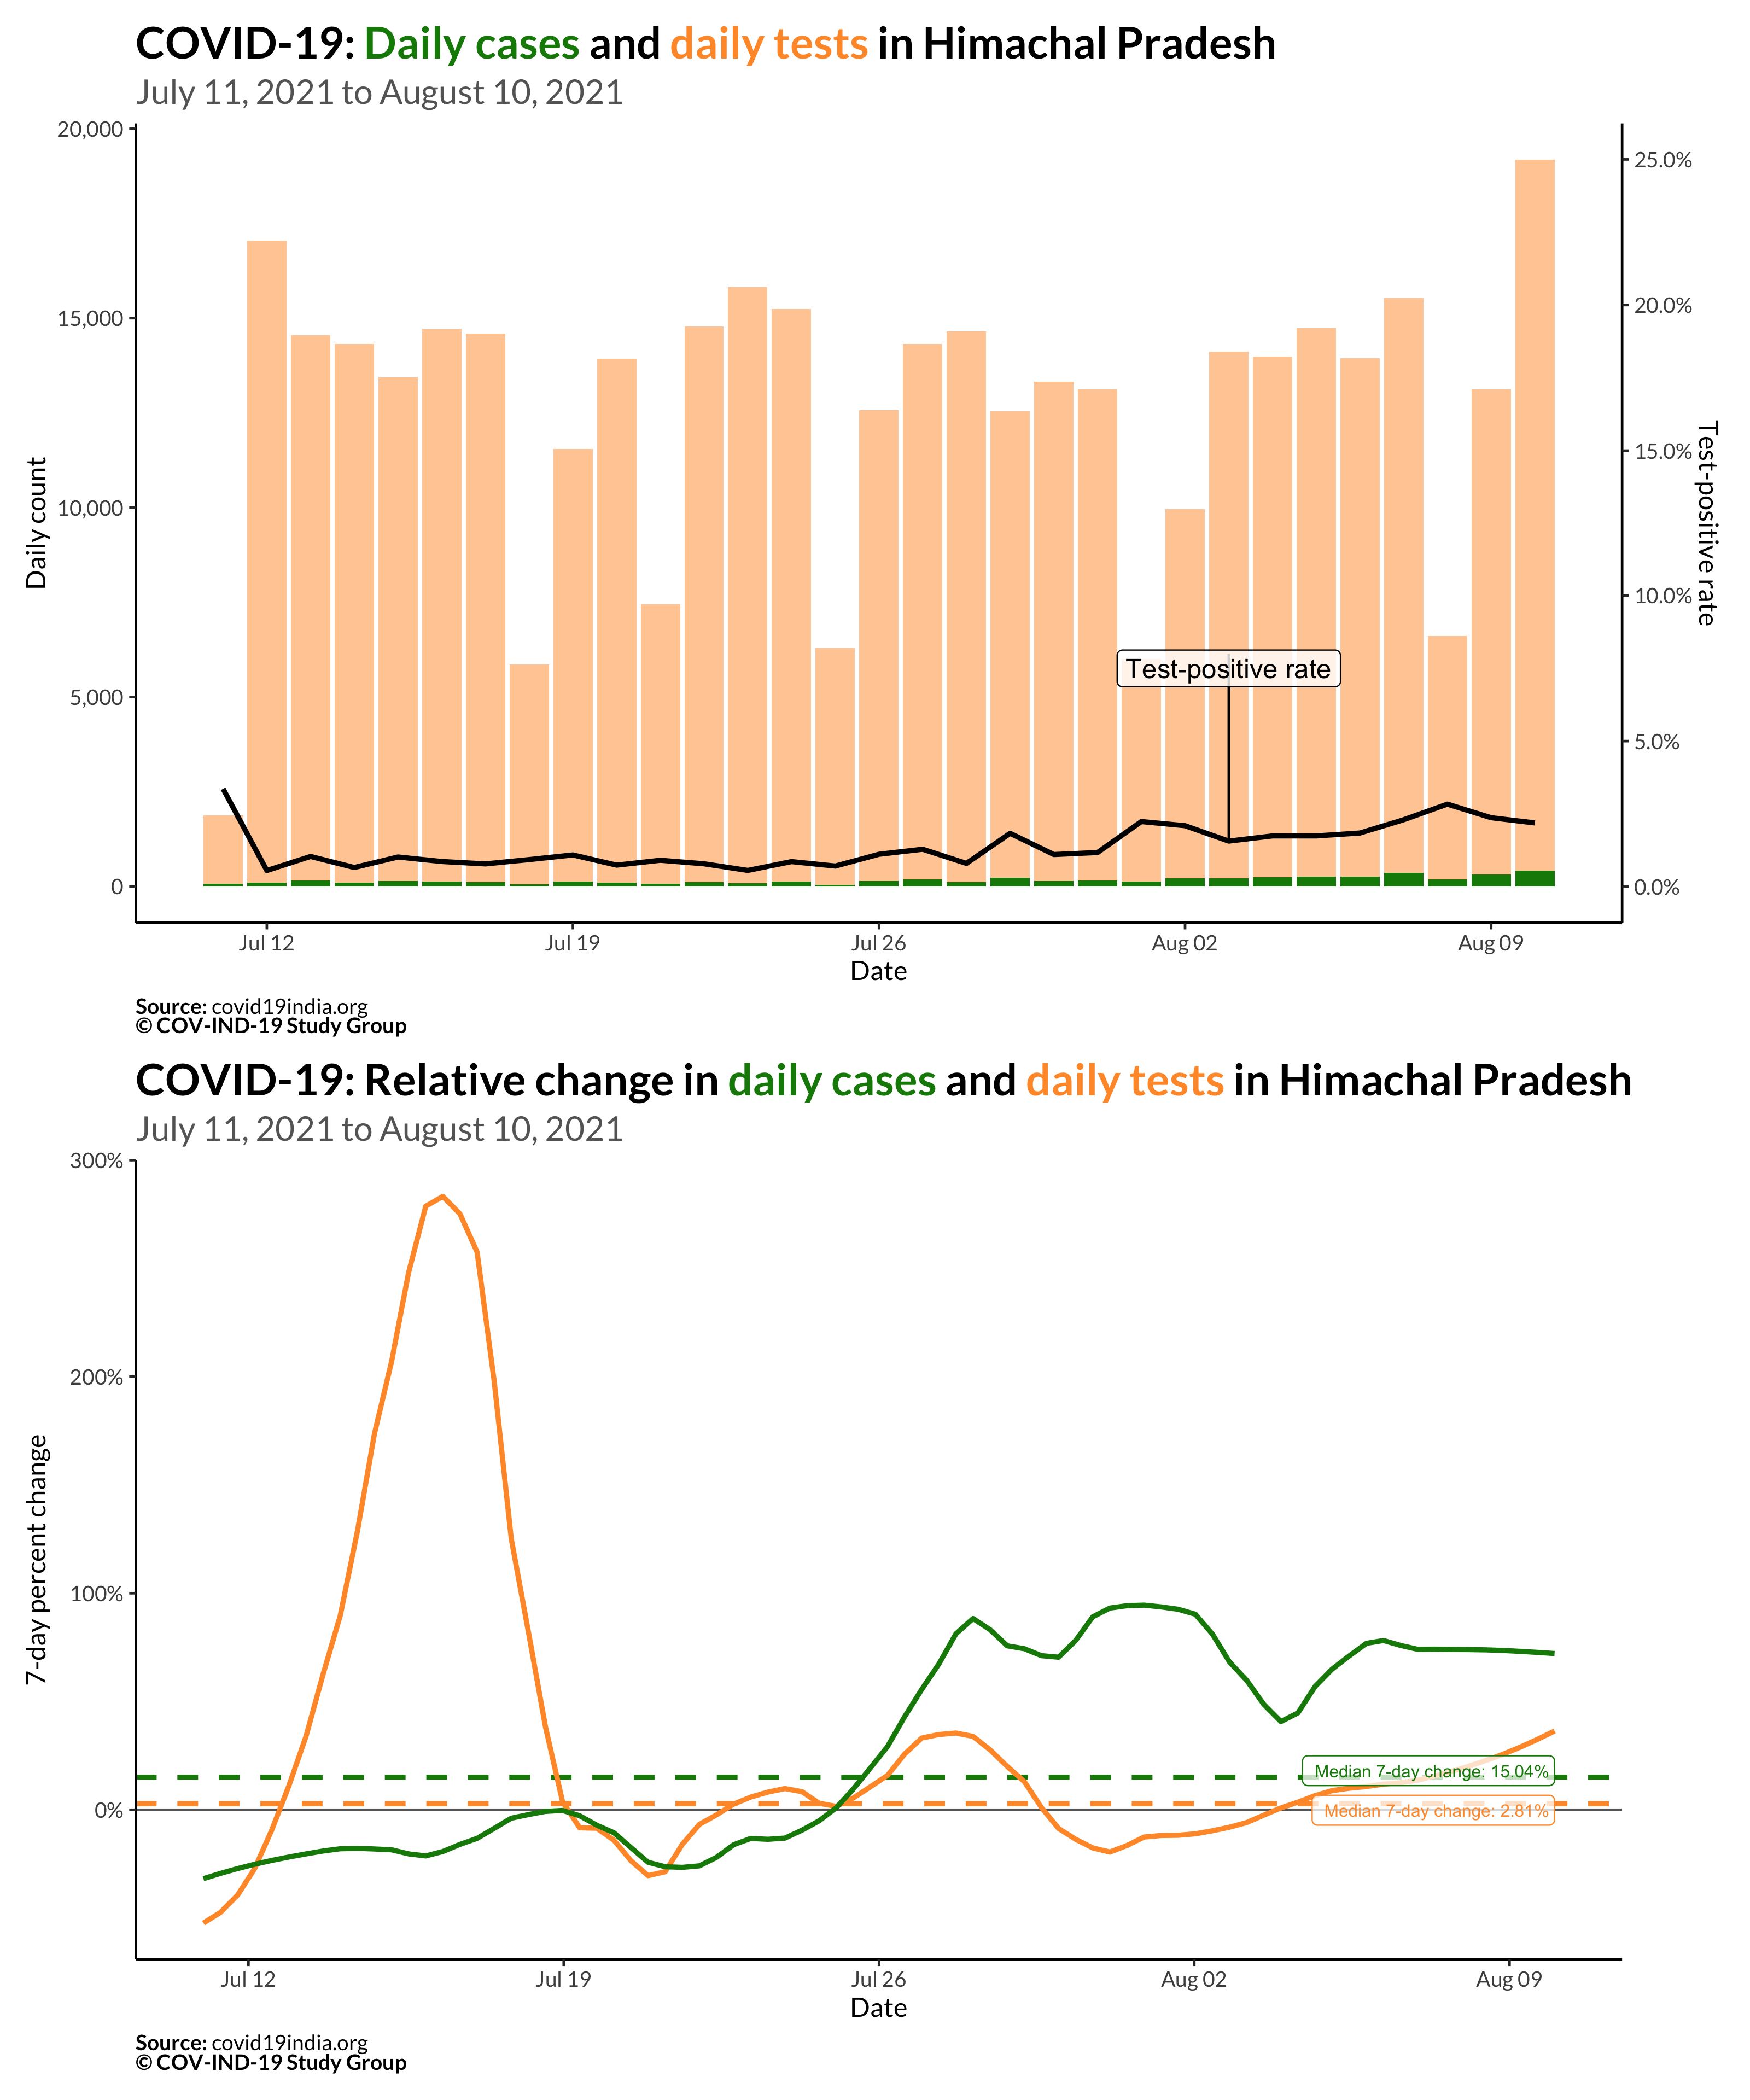 COVID-19: Daily cases and daily tests in Himachal Pradesh
July 11, 2021 to August 10, 2021
20,000
15,000
10,000
5,000
0
Daily count
25.0%
20.0%
15.0%
10.0%
5.0%
0.0%
Test-positive rate
Test-positive rate
Jul 12
Jul 19
Jul 26
Aug 02
Aug 09
Date
Source: covid19india.org
© COV-IND-19 Study Group
COVID-19: Relative change in daily cases and daily tests in Himachal Pradesh
July 11, 2021 to August 10, 2021
300%
200%
100%
0%
7-day percent change
Median 7-day change: 15.04%
Median 7-day change: 2.81%
Jul 12
Jul 19
Jul 26
Aug 02
Aug 09
Date
Source: covid19india.org
© COV-IND-19 Study Group